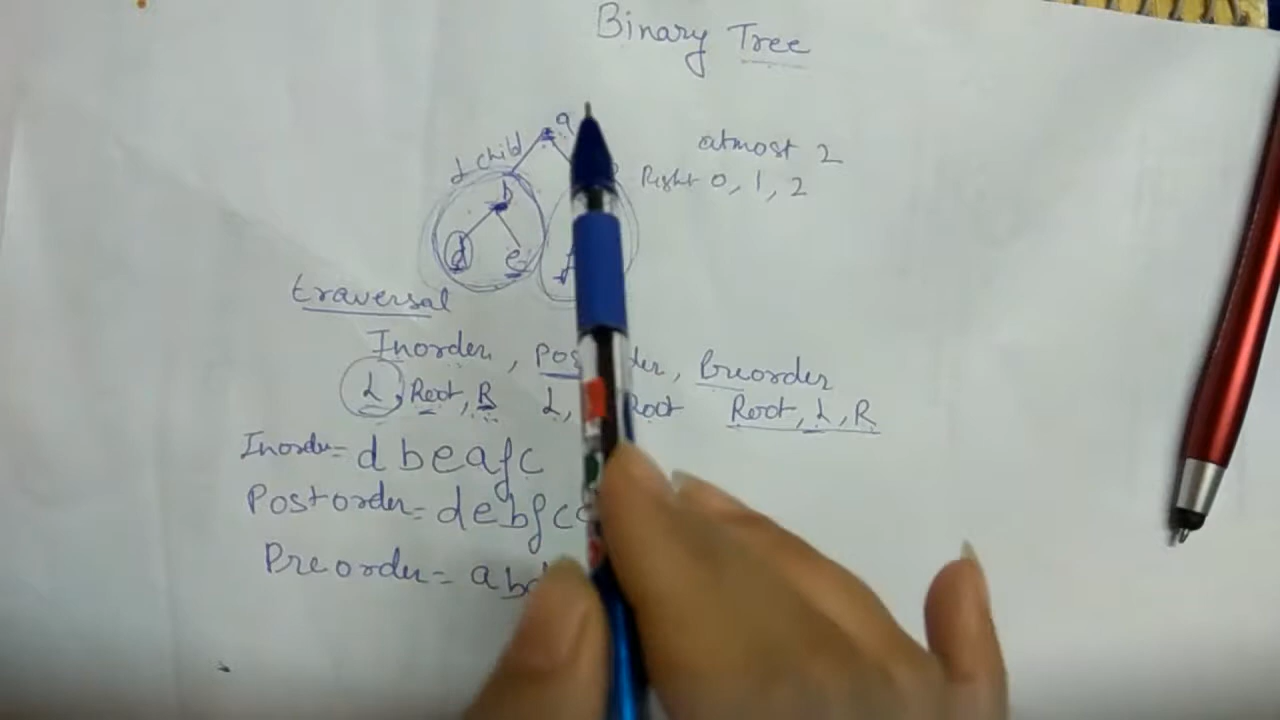 Binary Tree
a
L child
atmost 2
Right 0, 1, 2
b
d e f
traversal
Inorder, Preorder
L, Root, R L, Root Root, L, R
Inorder = d b e a f c
Postorder = d e b f c
Preorder = a b